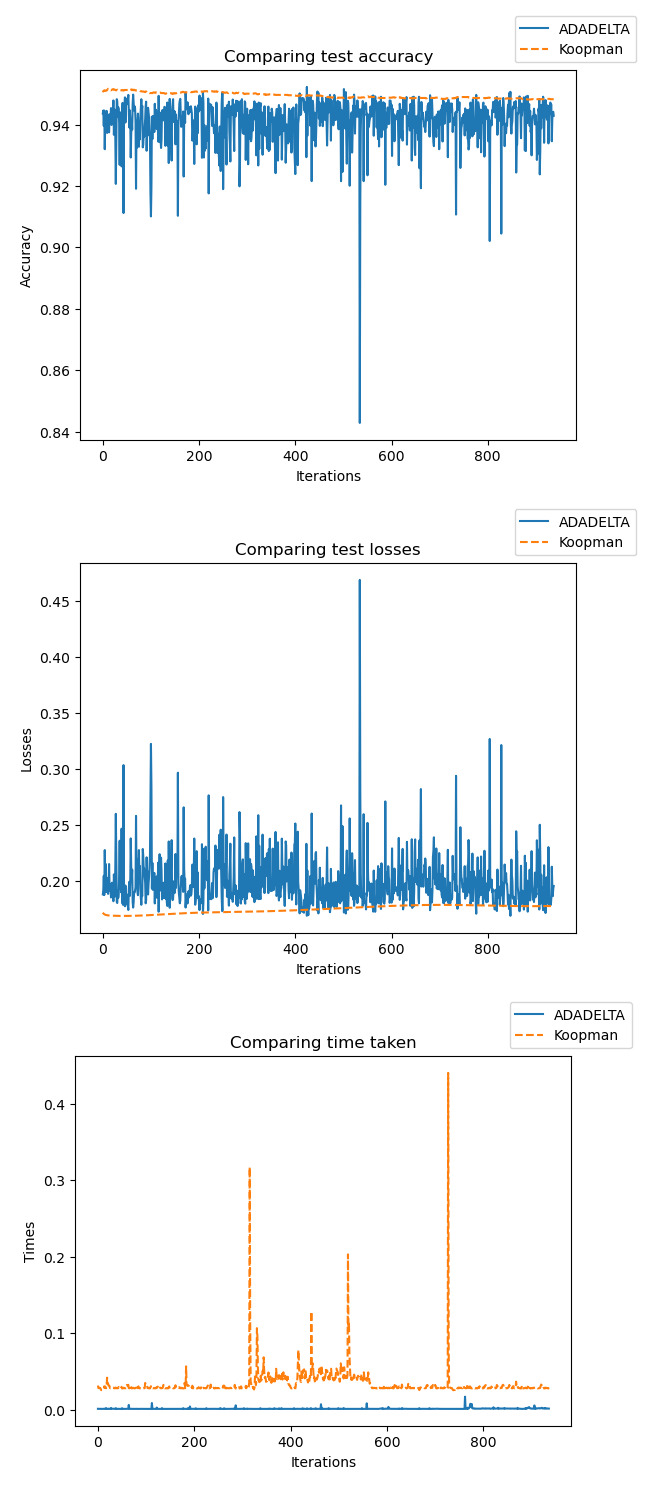 ADADELTA
Koopman
Comparing test accuracy
0.94
0.92
0.90
0.88
0.86
0.84
Accuracy
0 200 400 600 800
Iterations
ADADELTA
Koopman
Comparing test losses
0.45
0.40
0.35
0.30
0.25
0.20
Losses
0 200 400 600 800
Iterations
ADADELTA
Koopman
Comparing time taken
0.4
0.3
0.2
0.1
0.0
Times
0 200 400 600 800
Iterations